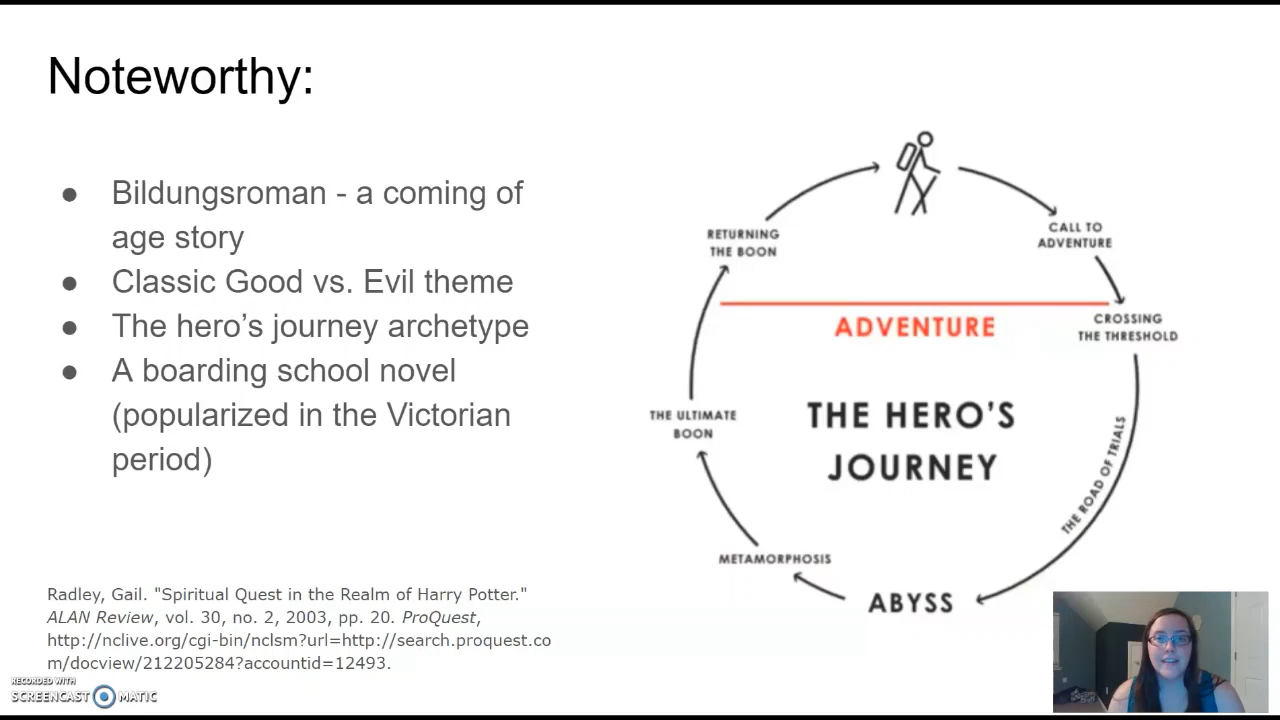 Noteworthy:
● Bildungsroman - a coming of
age story
● Classic Good vs. Evil theme
● The hero's journey archetype
● A boarding school novel
(popularized in the Victorian
period)
Radley, Gail. "Spiritual Quest in the Realm of Harry Potter."
ALAN Review, vol. 30, no. 2, 2003, pp. 20. ProQuest,
http://nclive.org/cgi-bin/nclsm?url=http://search.proquest.co
m/docview/212205284?accountid=12493.
CALL TO
ADVENTURE
CROSSING
THE THRESHOLD
THE ROAD OF TRIALS
ABYSS
METAMORPHOSIS
THE ULTIMATE
BOON
RETURNING
THE BOON
ADVENTURE
THE HERO'S
JOURNEY
RECORDED WITH
SCREENCAST MATIC